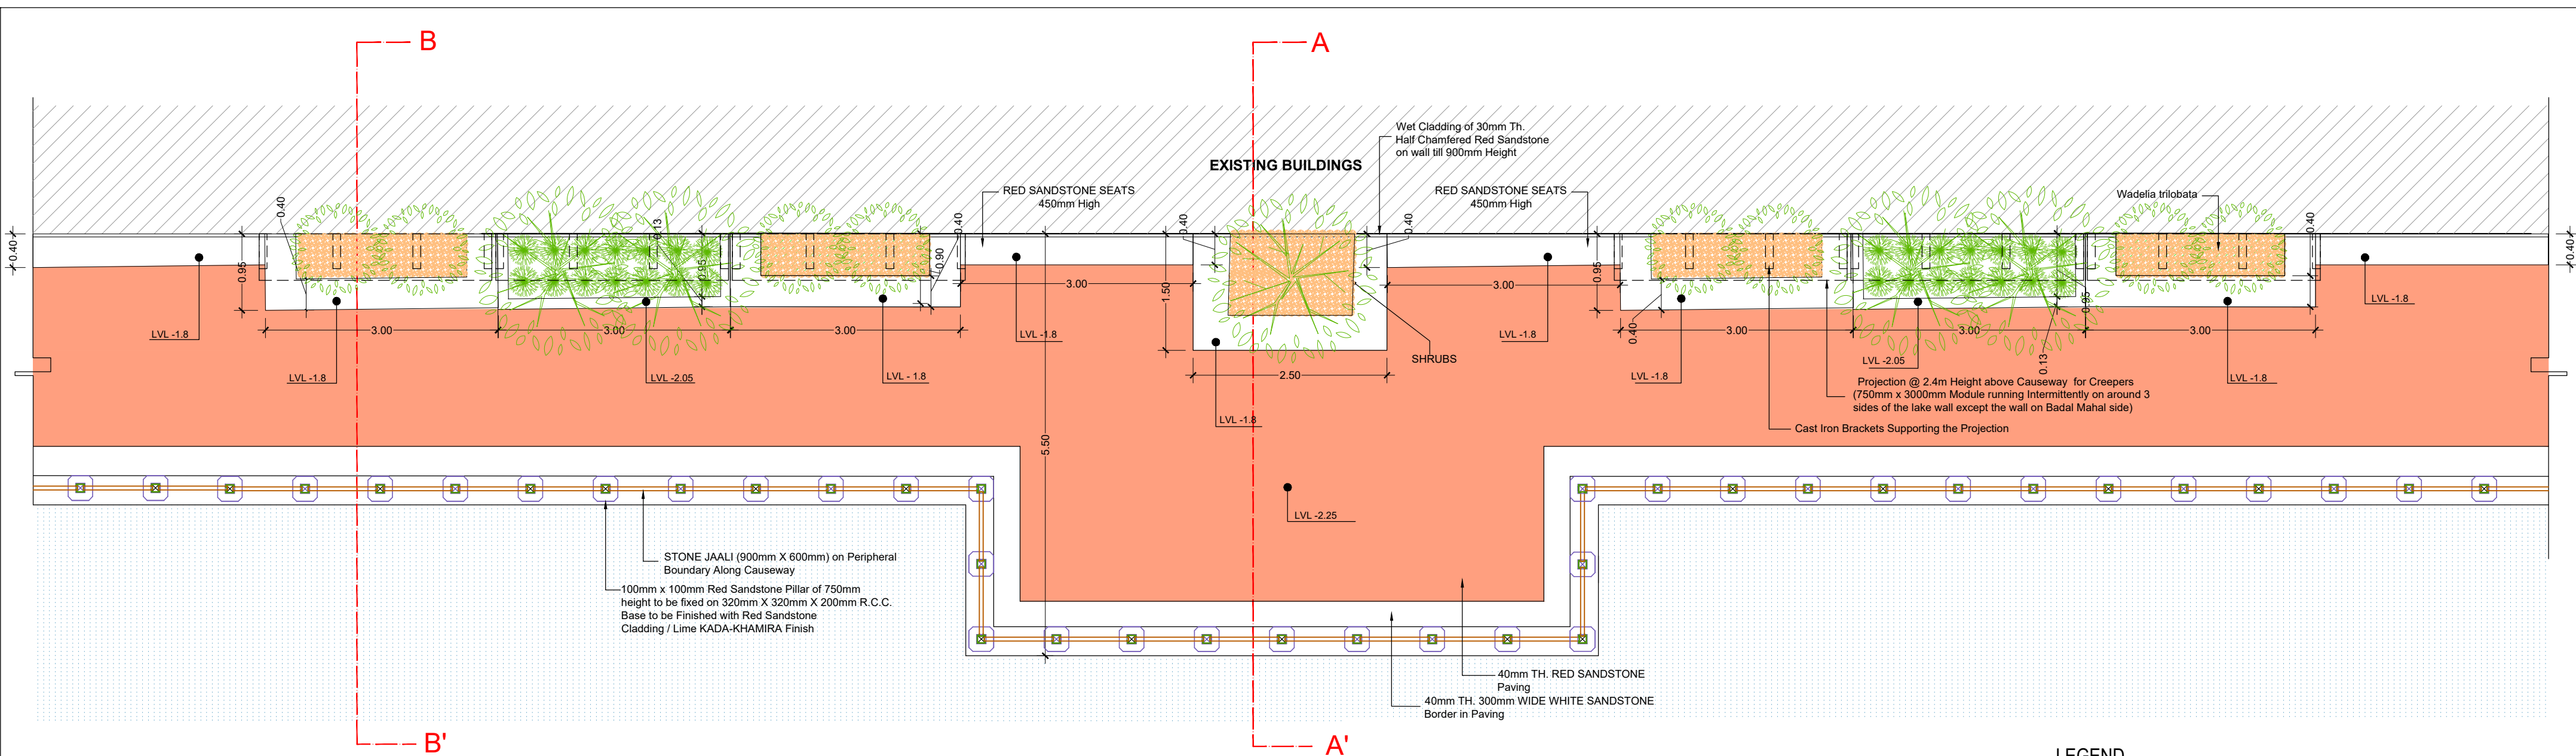 B
A
Wet Cladding of 30mm Th.
Half Chamfered Red Sandstone
on wall till 900mm Height
EXISTING BUILDINGS
RED SANDSTONE SEATS
450mm High
RED SANDSTONE SEATS
450mm High
Wadelia trilobata
0.40
0.40
0.95
0.13
0.95
0.40
0.90
0.40
0.40
1.50
0.95
0.40
0.95
0.13
0.40
0.40
3.00
3.00
3.00
3.00
3.00
3.00
3.00
3.00
2.50
5.50
LVL -1.8
LVL -1.8
LVL -2.05
LVL - 1.8
LVL -1.8
LVL -1.8
LVL -1.8
LVL -1.8
LVL -2.05
LVL -1.8
LVL -1.8
SHRUBS
Projection @ 2.4m Height above Causeway for Creepers
(750mm x 3000mm Module running Intermittently on around 3
sides of the lake wall except the wall on Badal Mahal side)
Cast Iron Brackets Supporting the Projection
LVL -2.25
STONE JAALI (900mm X 600mm) on Peripheral
Boundary Along Causeway
100mm x 100mm Red Sandstone Pillar of 750mm
height to be fixed on 320mm X 320mm X 200mm R.C.C.
Base to be Finished with Red Sandstone
Cladding / Lime KADA-KHAMIRA Finish
40mm TH. RED SANDSTONE
Paving
40mm TH. 300mm WIDE WHITE SANDSTONE
Border in Paving
B'
A'
LEGEND